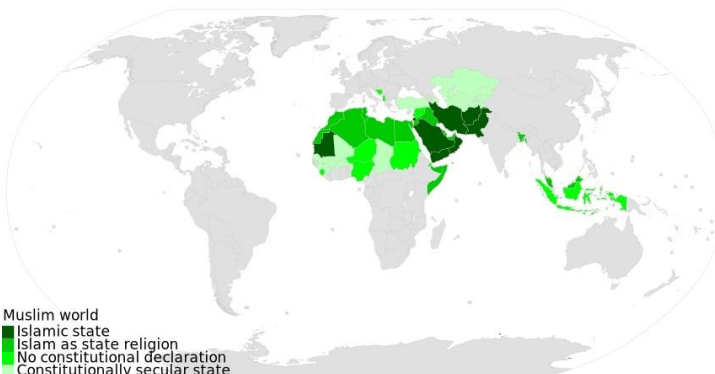 Muslim world
Islamic state
Islam as state religion
No constitutional declaration
Constitutionally secular state